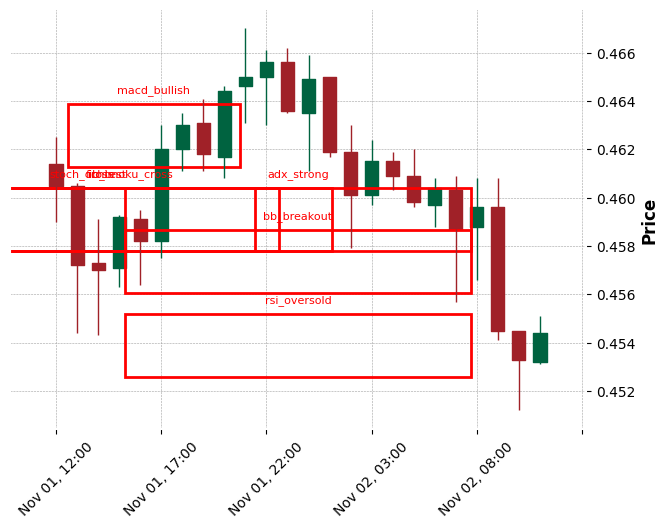 macd_bullish
adx_strong
bb_breakout
rsi_oversold
0.466
0.464
0.462
0.460
0.458
0.456
0.454
0.452
Price
Nov 01, 12:00
Nov 01, 17:00
Nov 01, 22:00
Nov 02, 03:00
Nov 02, 08:00